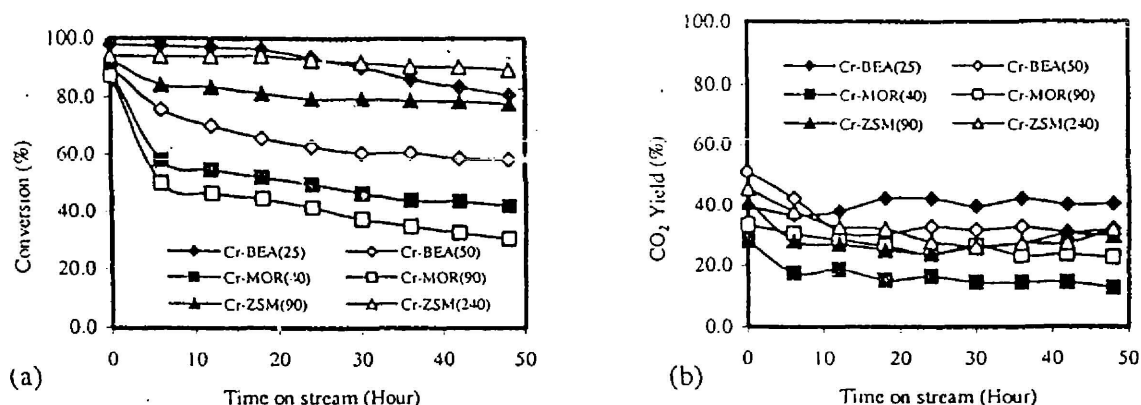 100.0
80.0
60.0
40.0
20.0
0.0
Conversion (%)
Cr-BEA(25)
Cr-BEA(50)
Cr-MOR(40)
Cr-MOR(90)
Cr-ZSM(90)
Cr-ZSM(240)
0 10 20 30 40 50
Time on stream (Hour)
(a)
100.0
80.0
60.0
40.0
20.0
0.0
CO2 Yield (%)
Cr-BEA(25)
Cr-BEA(50)
Cr-MOR(40)
Cr-MOR(90)
Cr-ZSM(90)
Cr-ZSM(240)
0 10 20 30 40 50
Time on stream (Hour)
(b)